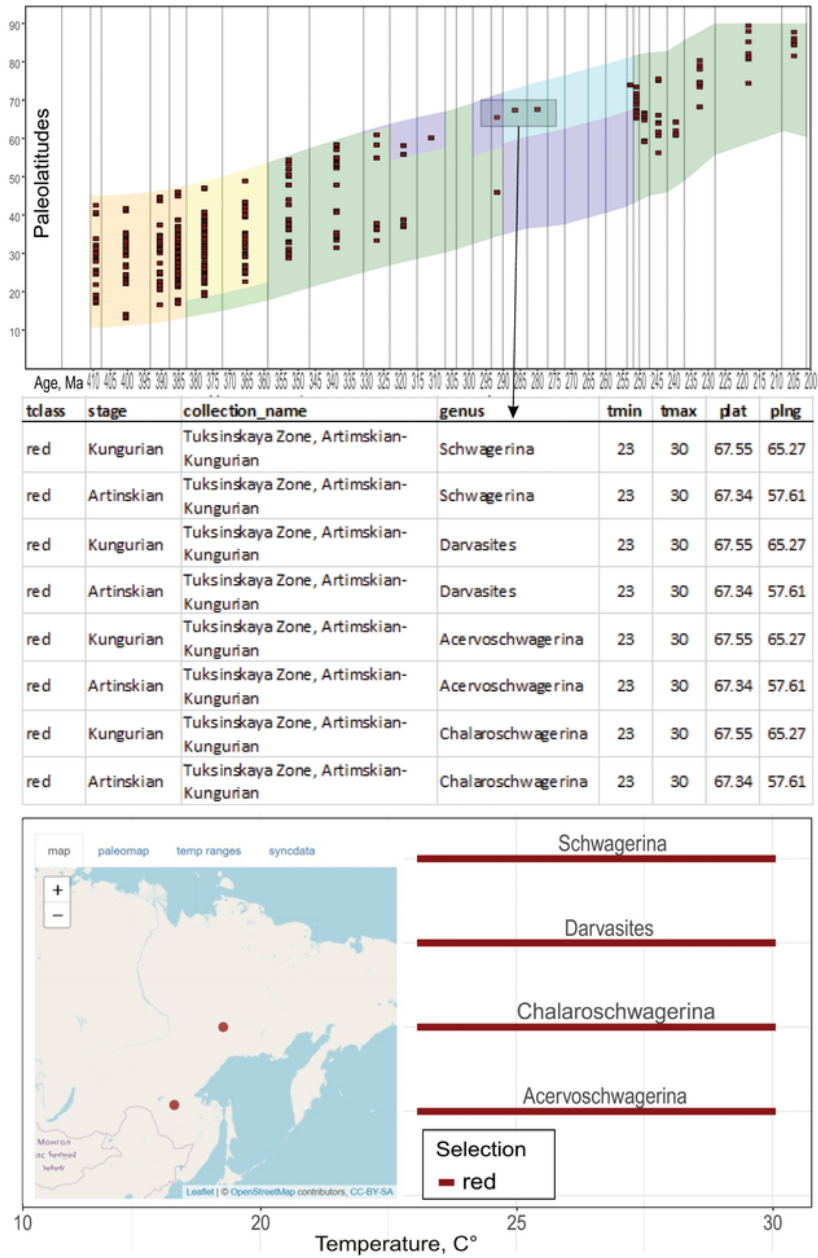 90
80
70
60
50
40
30
20
10
Paleolatitudes
Age, Ma 410 405 400 395 390 385 380 375 370 365 360 355 350 345 340 335 330 325 320 315 310 305 300 295 290 285 280 275 270 265 260 255 250 245 240 235 230 225 220 215 210 205 200
tclass stage collection_name genus tmin tmax plat plng
red Kungurian Tuksinskaya Zone, Artimskian- Schwagerina 23 30 67.55 65.27
Kungurian
red Artinskian Tuksinskaya Zone, Artimskian- Schwagerina 23 30 67.34 57.61
Kungurian
red Kungurian Tuksinskaya Zone, Artimskian- Darvasites 23 30 67.55 65.27
Kungurian
red Artinskian Tuksinskaya Zone, Artimskian- Darvasites 23 30 67.34 57.61
Kungurian
red Kungurian Tuksinskaya Zone, Artimskian- Acervoschwagerina 23 30 67.55 65.27
Kungurian
red Artinskian Tuksinskaya Zone, Artimskian- Acervoschwagerina 23 30 67.34 57.61
Kungurian
red Kungurian Tuksinskaya Zone, Artimskian- Chalaroschwagerina 23 30 67.55 65.27
Kungurian
red Artinskian Tuksinskaya Zone, Artimskian- Chalaroschwagerina 23 30 67.34 57.61
Kungurian
map paleomap temp ranges syncdata
+
−
Монгол
Leaflet | © OpenStreetMap contributors, CC-BY-SA
Schwagerina
Darvasites
Chalaroschwagerina
Acervoschwagerina
Selection
red
10 20 25 30
Temperature, C°